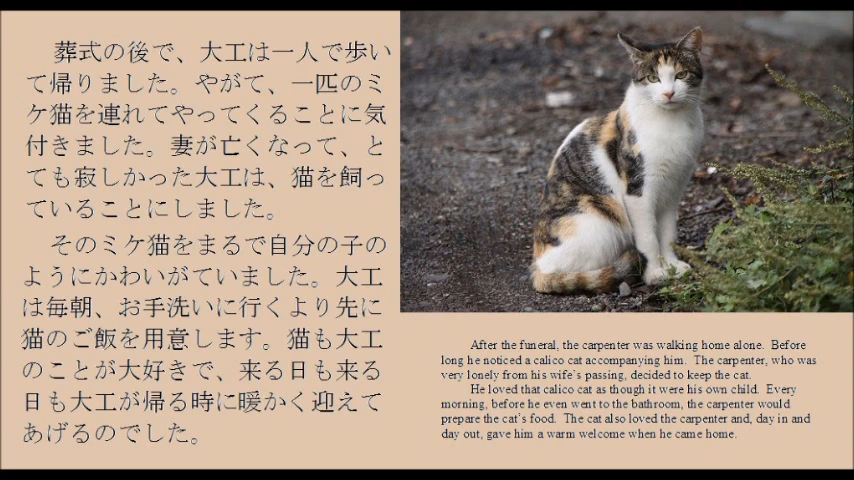 葬式の後で、大工は一人で歩い
て帰りました。やがて、一匹のミ
ケ猫を連れてやってくることに気
付きました。妻が亡くなって、と
ても寂しかった大工は、猫を飼っ
ていることにしました。
そのミケ猫をまるで自分の子の
ようにかわいがていました。大工
は毎朝、お手洗いに行くより先に
猫のご飯を用意します。猫も大工
のことが大好きで、来る日も来る
日も大工が帰る時に暖かく迎えて
あげるのでした。
After the funeral, the carpenter was walking home alone. Before
long he noticed a calico cat accompanying him. The carpenter, who was
very lonely from his wife's passing, decided to keep the cat.
He loved that calico cat as though it were his own child. Every
morning, before he even went to the bathroom, the carpenter would
prepare the cat's food. The cat also loved the carpenter and, day in and
day out, gave him a warm welcome when he came home.